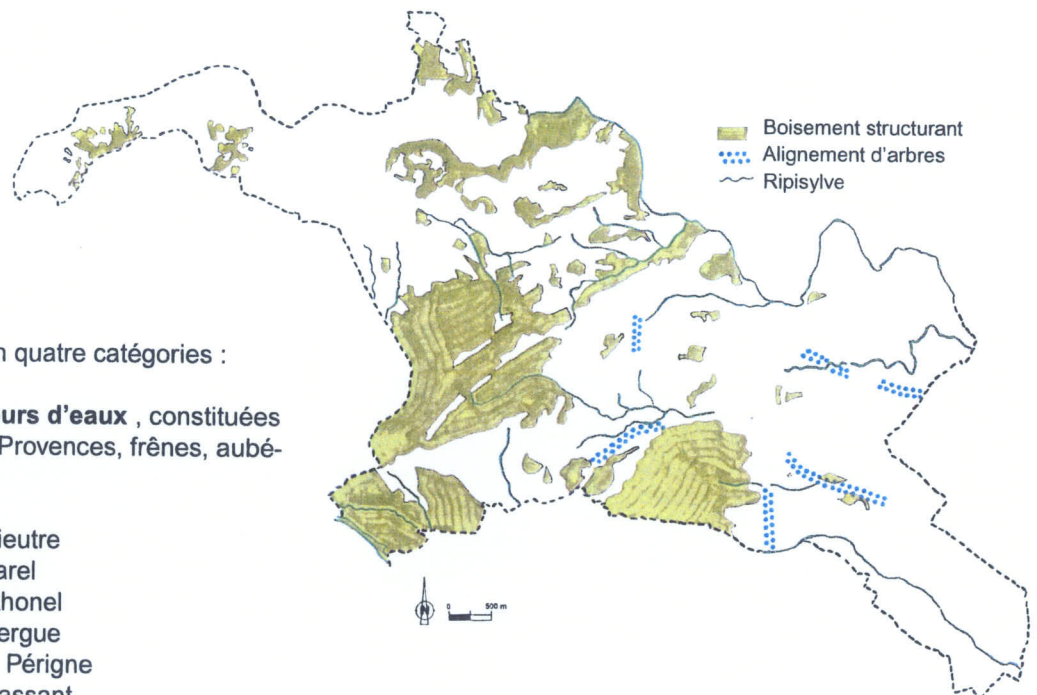 Boisement structurant
Alignement d'arbres
Ripisylve
n quatre catégories :
urs d'eaux , constituées
Provences, frênes, aubé-
ieutre
arel
honel
ergue
Périgne
assant
N
0 500 m